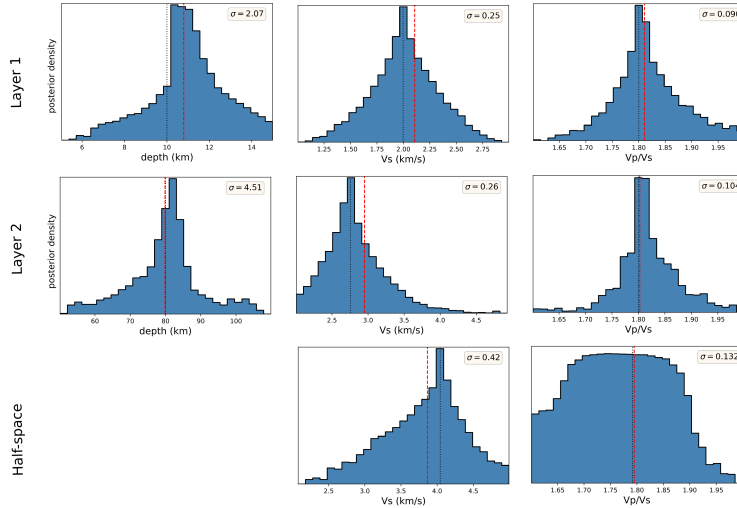 Layer 1
posterior density
σ = 2.07
6 8 10 12 14
depth (km)
σ = 0.25
1.25 1.50 1.75 2.00 2.25 2.50 2.75
Vs (km/s)
σ = 0.096
1.65 1.70 1.75 1.80 1.85 1.90 1.95
Vp/Vs
Layer 2
posterior density
σ = 4.51
60 70 80 90 100
depth (km)
σ = 0.26
2.5 3.0 3.5 4.0 4.5
Vs (km/s)
σ = 0.104
1.65 1.70 1.75 1.80 1.85 1.90 1.95
Vp/Vs
Half-space
σ = 0.42
2.5 3.0 3.5 4.0 4.5
Vs (km/s)
σ = 0.132
1.65 1.70 1.75 1.80 1.85 1.90 1.95
Vp/Vs